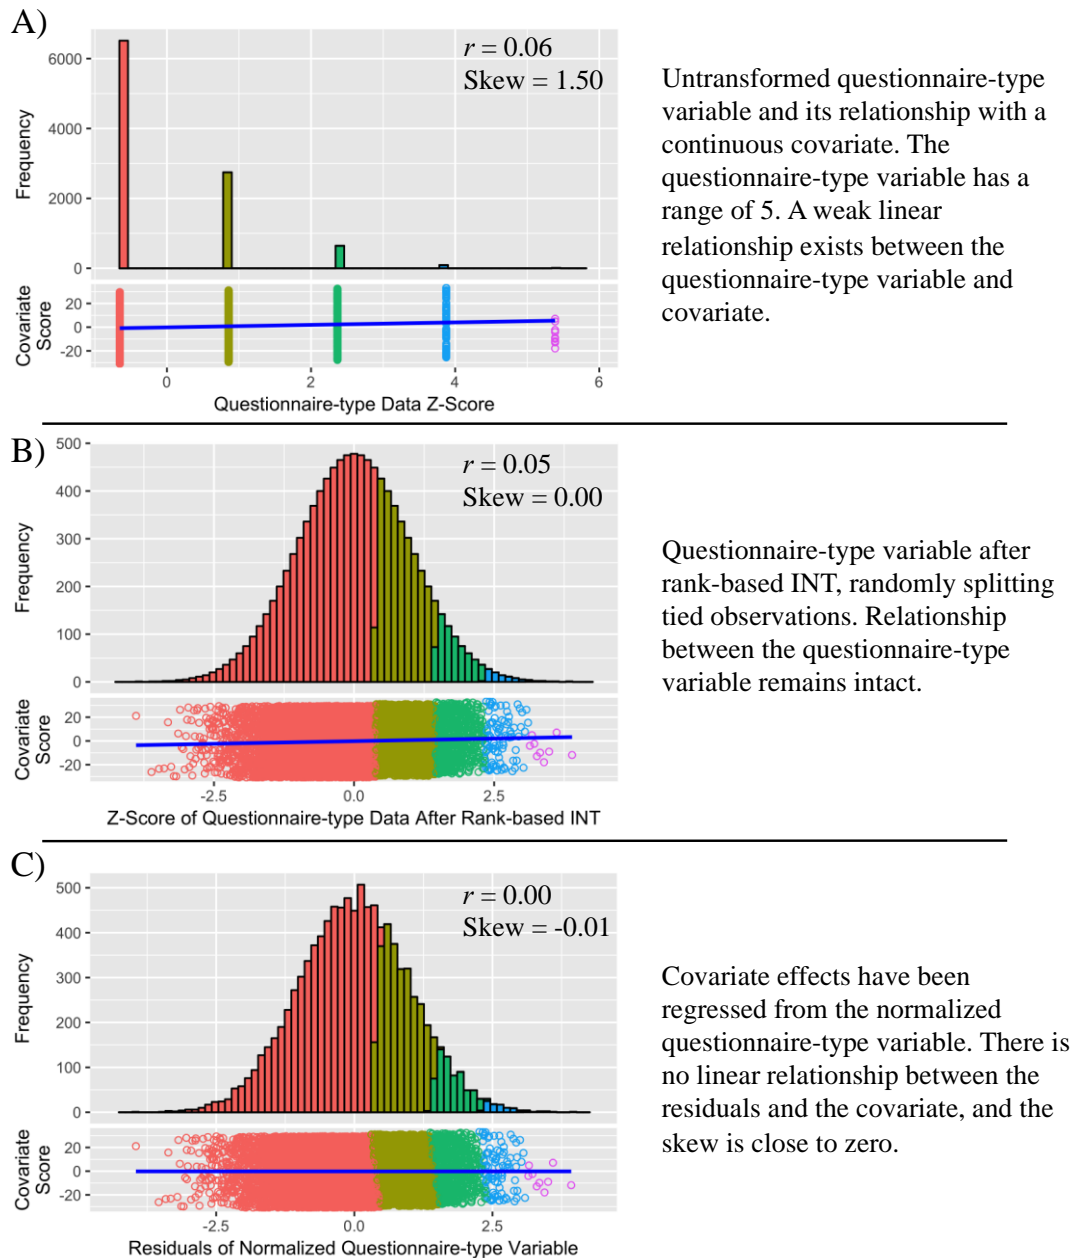 A)
r = 0.06
Skew = 1.50
6000
4000
2000
0
Frequency
20
0
-20
Covariate
Score
0 2 4 6
Questionnaire-type Data Z-Score
Untransformed questionnaire-type
variable and its relationship with a
continuous covariate. The
questionnaire-type variable has a
range of 5. A weak linear
relationship exists between the
questionnaire-type variable and
covariate.
B)
r = 0.05
Skew = 0.00
500
400
300
200
100
0
Frequency
20
0
-20
Covariate
Score
-2.5 0.0 2.5
Z-Score of Questionnaire-type Data After Rank-based INT
Questionnaire-type variable after
rank-based INT, randomly splitting
tied observations. Relationship
between the questionnaire-type
variable remains intact.
C)
r = 0.00
Skew = -0.01
500
400
300
200
100
0
Frequency
20
0
-20
Covariate
Score
-2.5 0.0 2.5
Residuals of Normalized Questionnaire-type Variable
Covariate effects have been
regressed from the normalized
questionnaire-type variable. There is
no linear relationship between the
residuals and the covariate, and the
skew is close to zero.